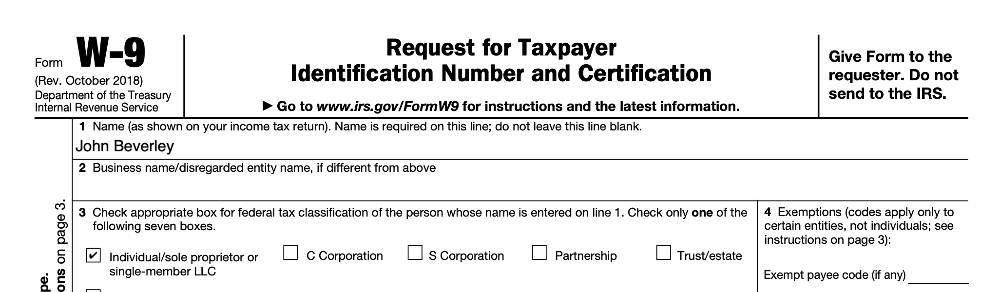 Form W-9
(Rev. October 2018)
Department of the Treasury
Internal Revenue Service
Request for Taxpayer
Identification Number and Certification
▶ Go to www.irs.gov/FormW9 for instructions and the latest information.
Give Form to the
requester. Do not
send to the IRS.
1 Name (as shown on your income tax return). Name is required on this line; do not leave this line blank.
John Beverley
2 Business name/disregarded entity name, if different from above
3 Check appropriate box for federal tax classification of the person whose name is entered on line 1. Check only one of the
following seven boxes.
✔ Individual/sole proprietor or
single-member LLC
C Corporation
S Corporation
Partnership
Trust/estate
4 Exemptions (codes apply only to
certain entities, not individuals; see
instructions on page 3):
Exempt payee code (if any)
on page 3.